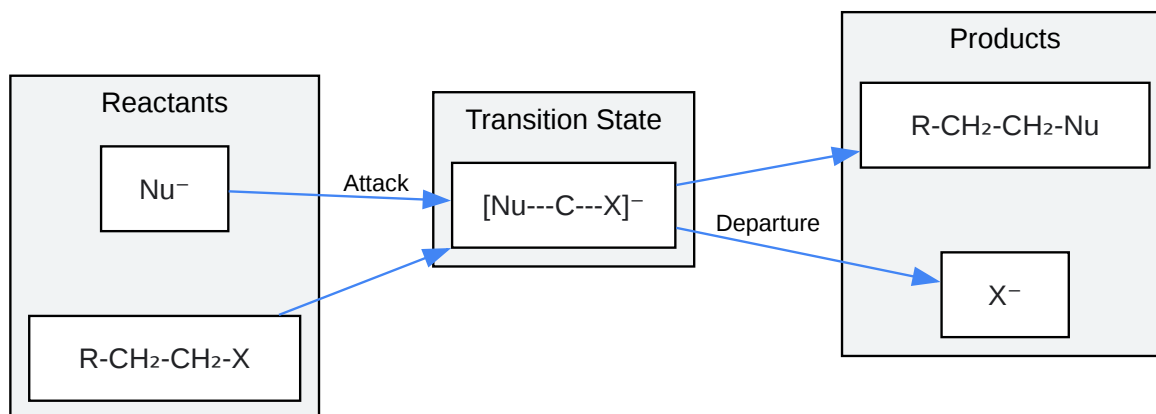 Reactants
Nu⁻
R-CH₂-CH₂-X
Attack
Transition State
[Nu---C---X]⁻
Departure
Products
R-CH₂-CH₂-Nu
X⁻